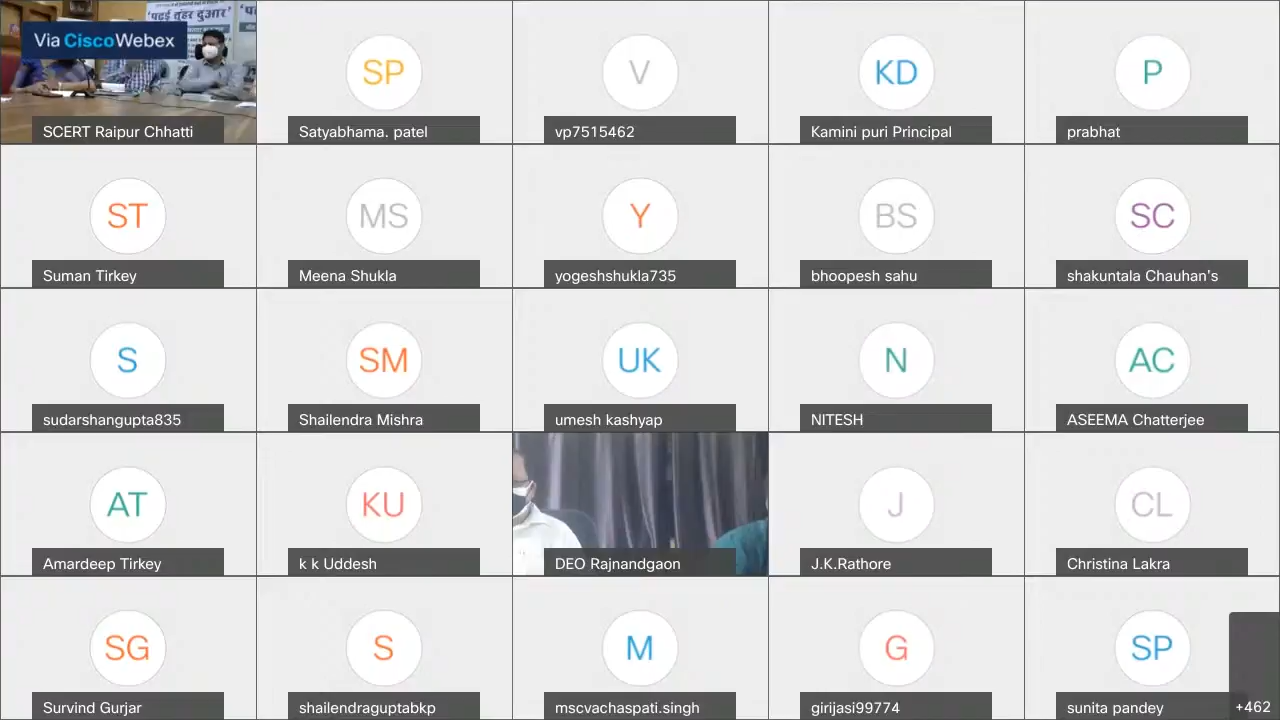 'पढ़ई तुंहर दुआर'
Via CiscoWebex
SCERT Raipur Chhatti
SP
Satyabhama. patel
V
vp7515462
KD
Kamini puri Principal
P
prabhat
ST
Suman Tirkey
MS
Meena Shukla
Y
yogeshshukla735
BS
bhoopesh sahu
SC
shakuntala Chauhan's
S
sudarshangupta835
SM
Shailendra Mishra
UK
umesh kashyap
N
NITESH
AC
ASEEMA Chatterjee
AT
Amardeep Tirkey
KU
k k Uddesh
DEO Rajnandgaon
J
J.K.Rathore
CL
Christina Lakra
SG
Survind Gurjar
S
shailendraguptabkp
M
mscvachaspati.singh
G
girijasi99774
SP
sunita pandey
+462